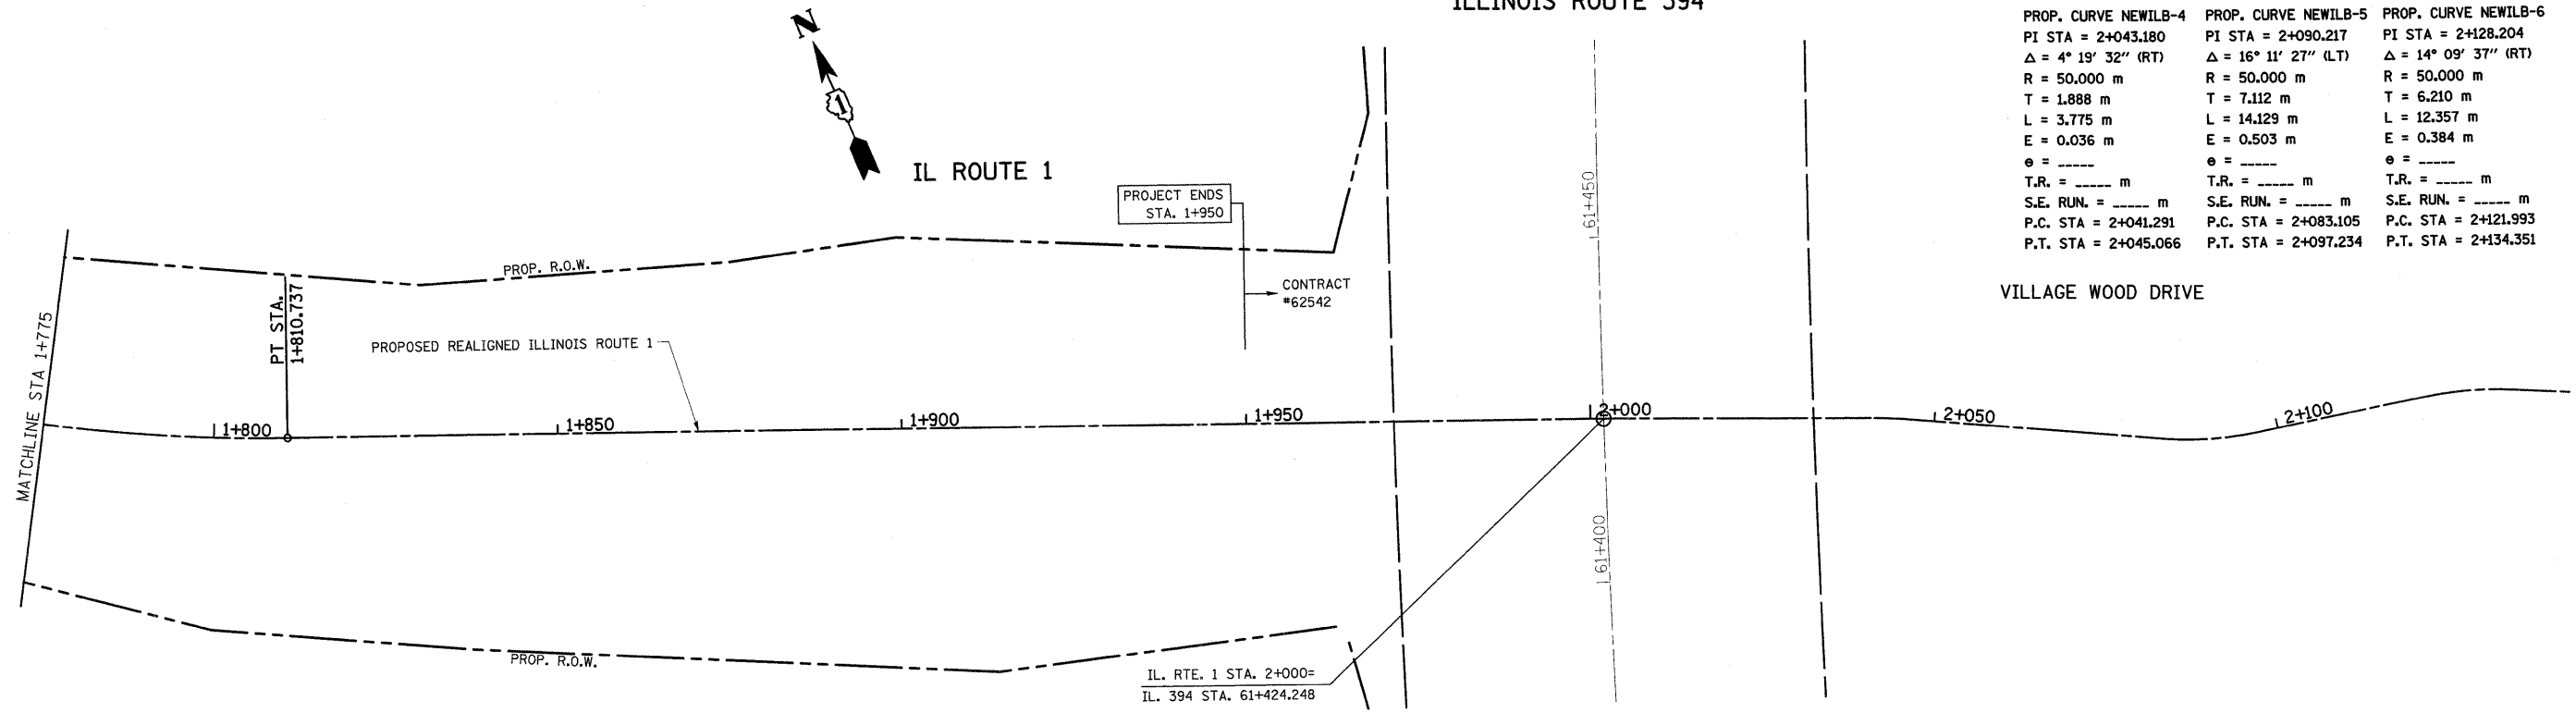 ILLINOIS ROUTE 394
PROP. CURVE NEWILB-4
PI STA = 2+043.180
Δ = 4° 19' 32" (RT)
R = 50.000 m
T = 1.888 m
L = 3.775 m
E = 0.036 m
e = _____
T.R. = _____ m
S.E. RUN. = _____ m
P.C. STA = 2+041.291
P.T. STA = 2+045.066
PROP. CURVE NEWILB-5
PI STA = 2+090.217
Δ = 16° 11' 27" (LT)
R = 50.000 m
T = 7.112 m
L = 14.129 m
E = 0.503 m
e = _____
T.R. = _____ m
S.E. RUN. = _____ m
P.C. STA = 2+083.105
P.T. STA = 2+097.234
PROP. CURVE NEWILB-6
PI STA = 2+128.204
Δ = 14° 09' 37" (RT)
R = 50.000 m
T = 6.210 m
L = 12.357 m
E = 0.384 m
e = _____
T.R. = _____ m
S.E. RUN. = _____ m
P.C. STA = 2+121.993
P.T. STA = 2+134.351
N
1
IL ROUTE 1
PROJECT ENDS
STA. 1+950
CONTRACT
#62542
61+450
VILLAGE WOOD DRIVE
PROP. R.O.W.
PT STA.
1+810.737
MATCHLINE STA 1+775
PROPOSED REALIGNED ILLINOIS ROUTE 1
1+800
1+850
1+900
1+950
2+000
2+050
2+100
61+400
PROP. R.O.W.
IL. RTE. 1 STA. 2+000=
IL. 394 STA. 61+424.248